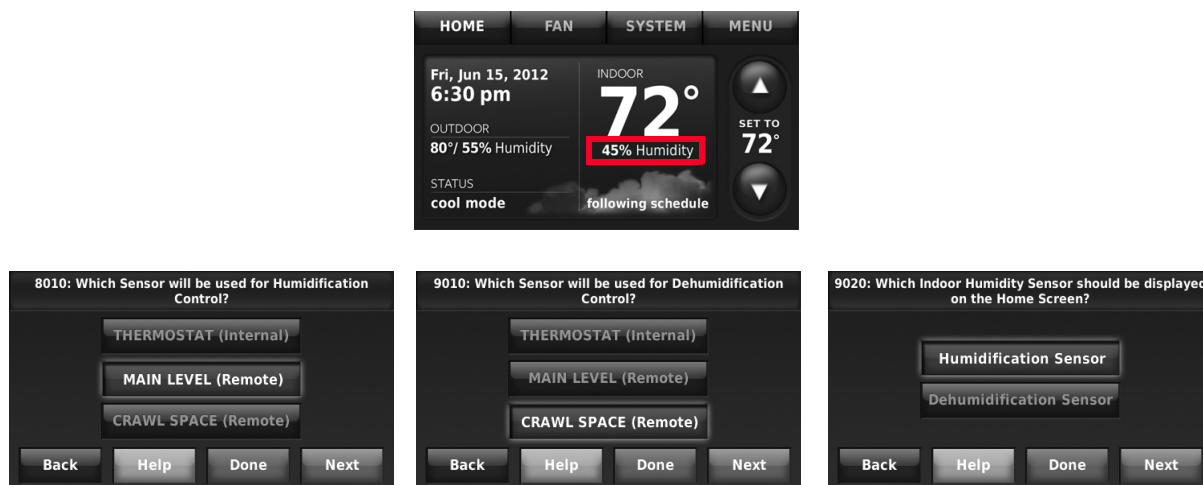 HOME FAN SYSTEM MENU
Fri, Jun 15, 2012
6:30 pm
OUTDOOR
80°/ 55% Humidity
STATUS
cool mode
INDOOR
72°
45% Humidity
following schedule
SET TO
72°
8010: Which Sensor will be used for Humidification
Control?
THERMOSTAT (Internal)
MAIN LEVEL (Remote)
CRAWL SPACE (Remote)
Back Help Done Next
9010: Which Sensor will be used for Dehumidification
Control?
THERMOSTAT (Internal)
MAIN LEVEL (Remote)
CRAWL SPACE (Remote)
Back Help Done Next
9020: Which Indoor Humidity Sensor should be displayed
on the Home Screen?
Humidification Sensor
Dehumidification Sensor
Back Help Done Next